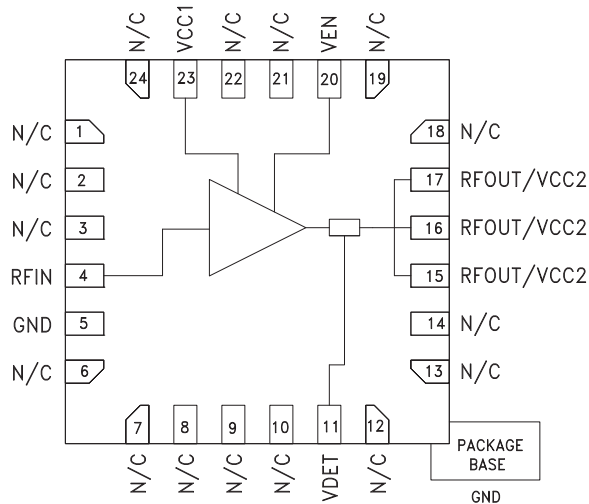 N/C
VCC1
N/C
N/C
VEN
N/C
24
23
22
21
20
19
N/C 1
N/C 2
N/C 3
RFIN 4
GND 5
N/C 6
18 N/C
17 RFOUT/VCC2
16 RFOUT/VCC2
15 RFOUT/VCC2
14 N/C
13 N/C
7
8
9
10
11
12
N/C
N/C
N/C
N/C
VDET
N/C
PACKAGE
BASE
GND